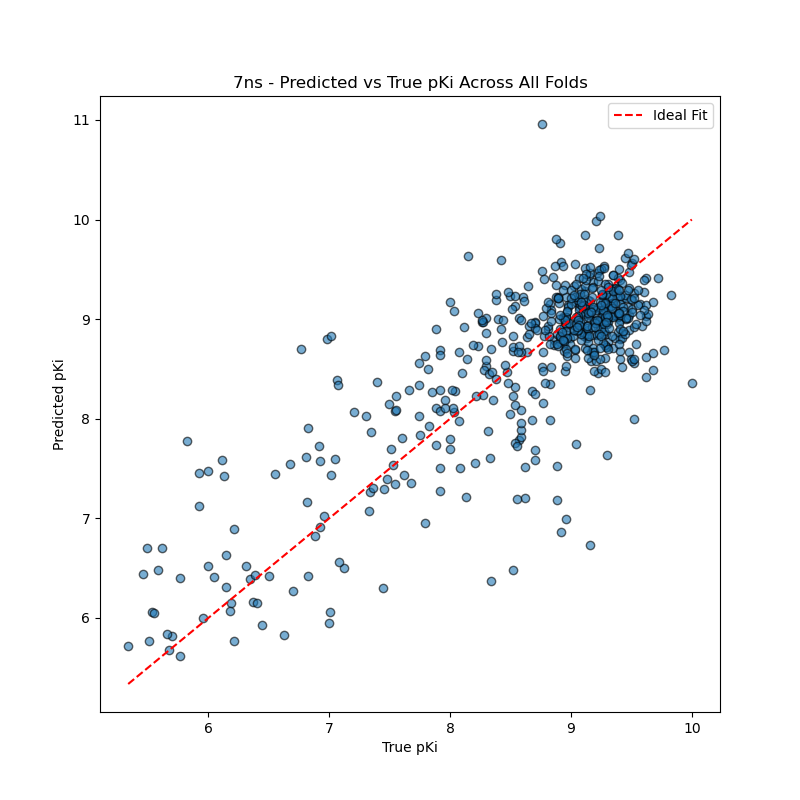 7ns - Predicted vs True pKi Across All Folds
Ideal Fit
11
10
9
8
7
6
Predicted pKi
6 7 8 9 10
True pKi